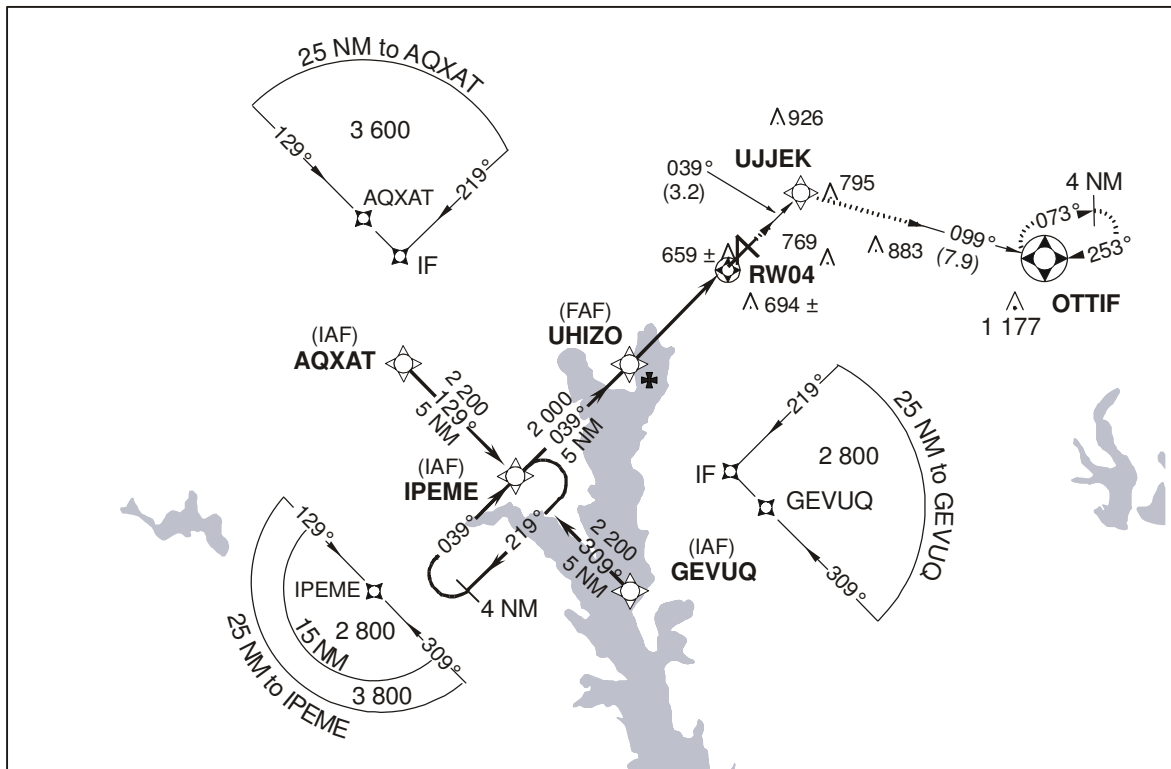 25 NM to AQXAT
3 600
129°
219°
AQXAT
IF
926
UJJEK
039°
(3.2)
795
4 NM
073°
769
883
099°
(7.9)
253°
659 ±
RW04
694 ±
OTTIF
1 177
(FAF)
UHIZO
(IAF)
AQXAT
2 200
129°
5 NM
2 000
039°
5 NM
219°
25 NM to GEVUQ
2 800
IF
GEVUQ
309°
(IAF)
IPEME
039°
219°
4 NM
2 200
309°
5 NM
(IAF)
GEVUQ
129°
IPEME
2 800
15 NM
309°
3 800
25 NM to IPEME